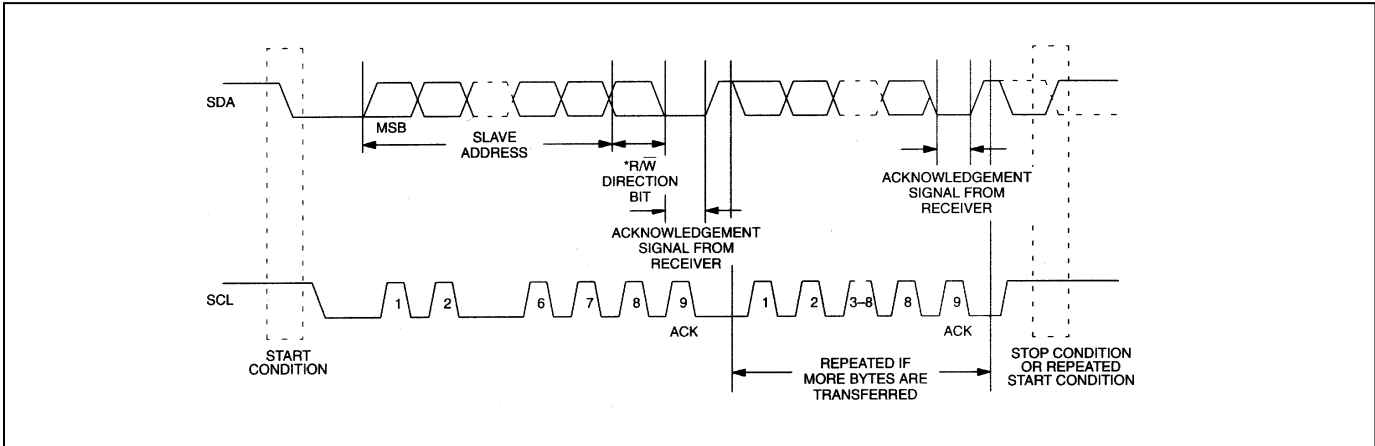 SDA
MSB
SLAVE
ADDRESS
*R/W̅
DIRECTION
BIT
ACKNOWLEDGEMENT
SIGNAL FROM
RECEIVER
ACKNOWLEDGEMENT
SIGNAL FROM
RECEIVER
SCL
1 2 6 7 8 9 1 2 3–8 8 9
ACK ACK
START
CONDITION
REPEATED IF
MORE BYTES ARE
TRANSFERRED
STOP CONDITION
OR REPEATED
START CONDITION